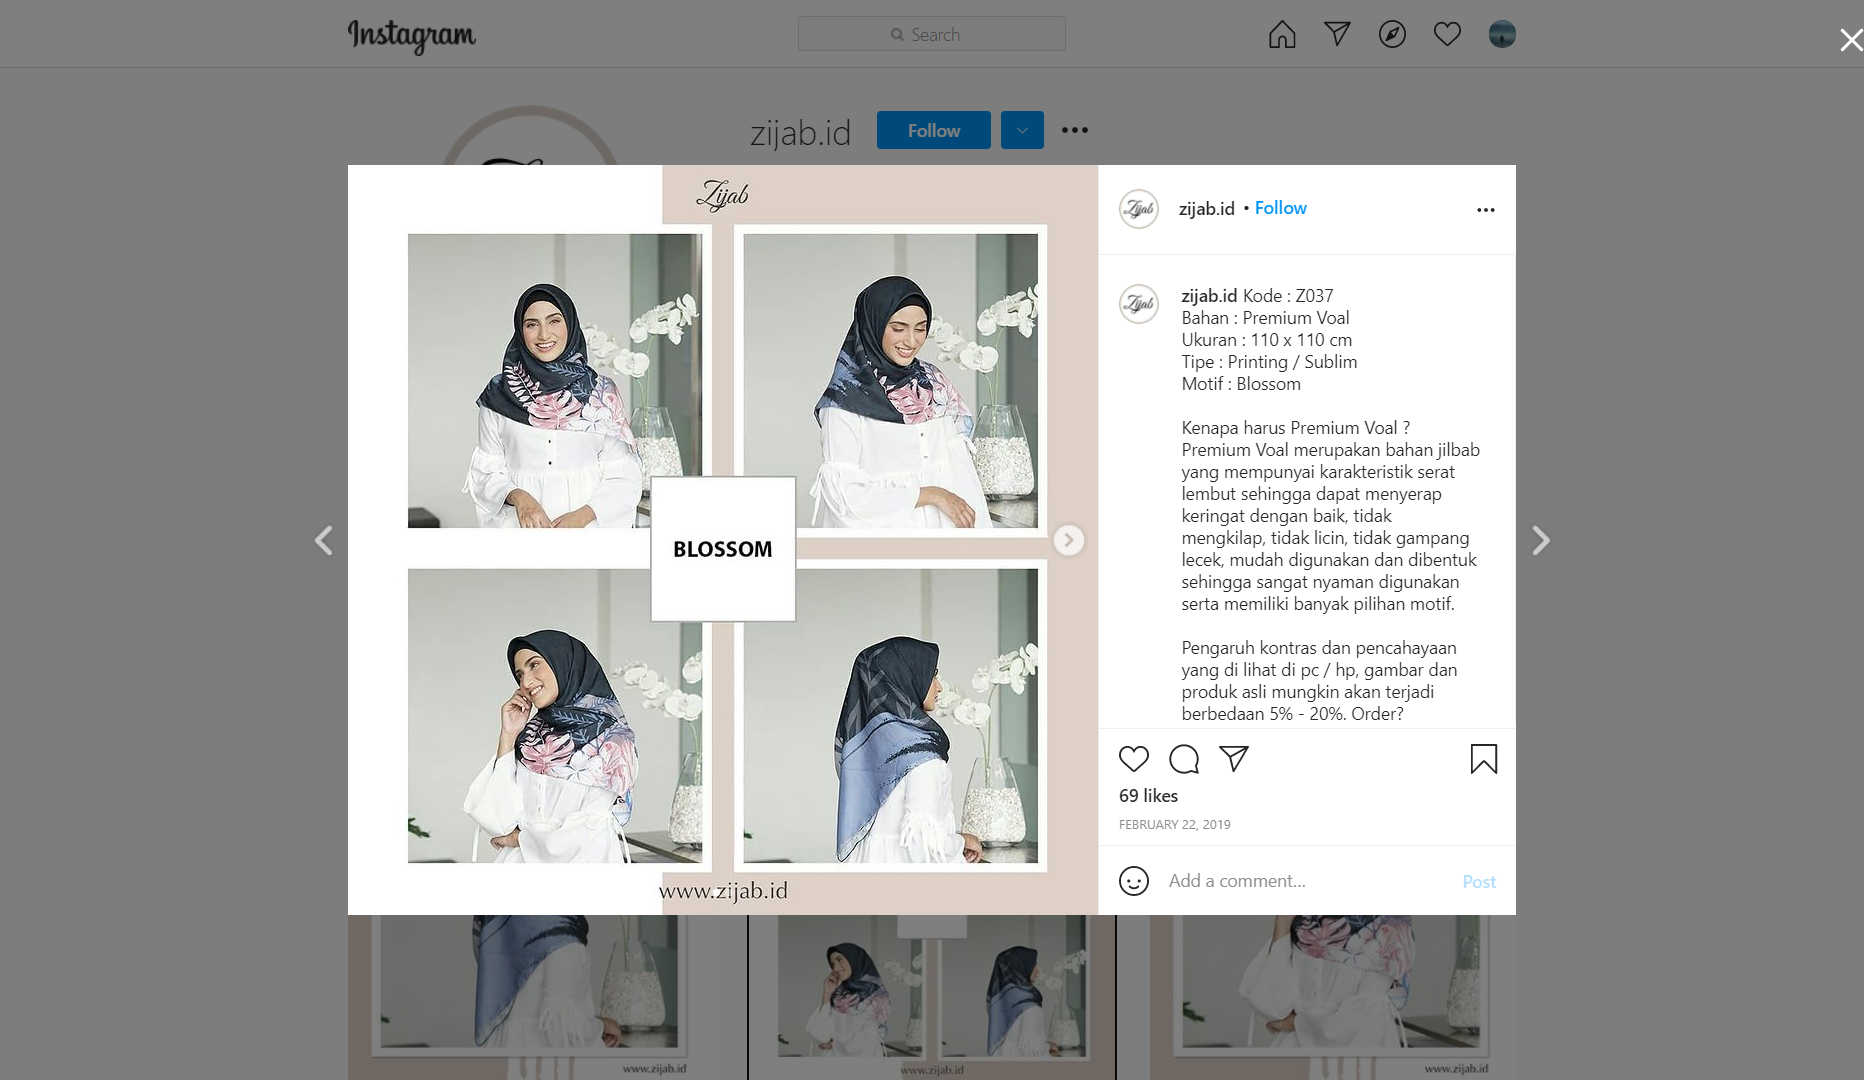 Instagram
Search
zijab.id
Follow
Zijab
BLOSSOM
www.zijab.id
Zijab
zijab.id • Follow
Zijab
zijab.id Kode : Z037
Bahan : Premium Voal
Ukuran : 110 x 110 cm
Tipe : Printing / Sublim
Motif : Blossom
Kenapa harus Premium Voal ?
Premium Voal merupakan bahan jilbab
yang mempunyai karakteristik serat
lembut sehingga dapat menyerap
keringat dengan baik, tidak
mengkilap, tidak licin, tidak gampang
lecek, mudah digunakan dan dibentuk
sehingga sangat nyaman digunakan
serta memiliki banyak pilihan motif.
Pengaruh kontras dan pencahayaan
yang di lihat di pc / hp, gambar dan
produk asli mungkin akan terjadi
berbedaan 5% - 20%. Order?
69 likes
FEBRUARY 22, 2019
Add a comment...
Post
www.zijab.id
www.zijab.id
www.zijab.id